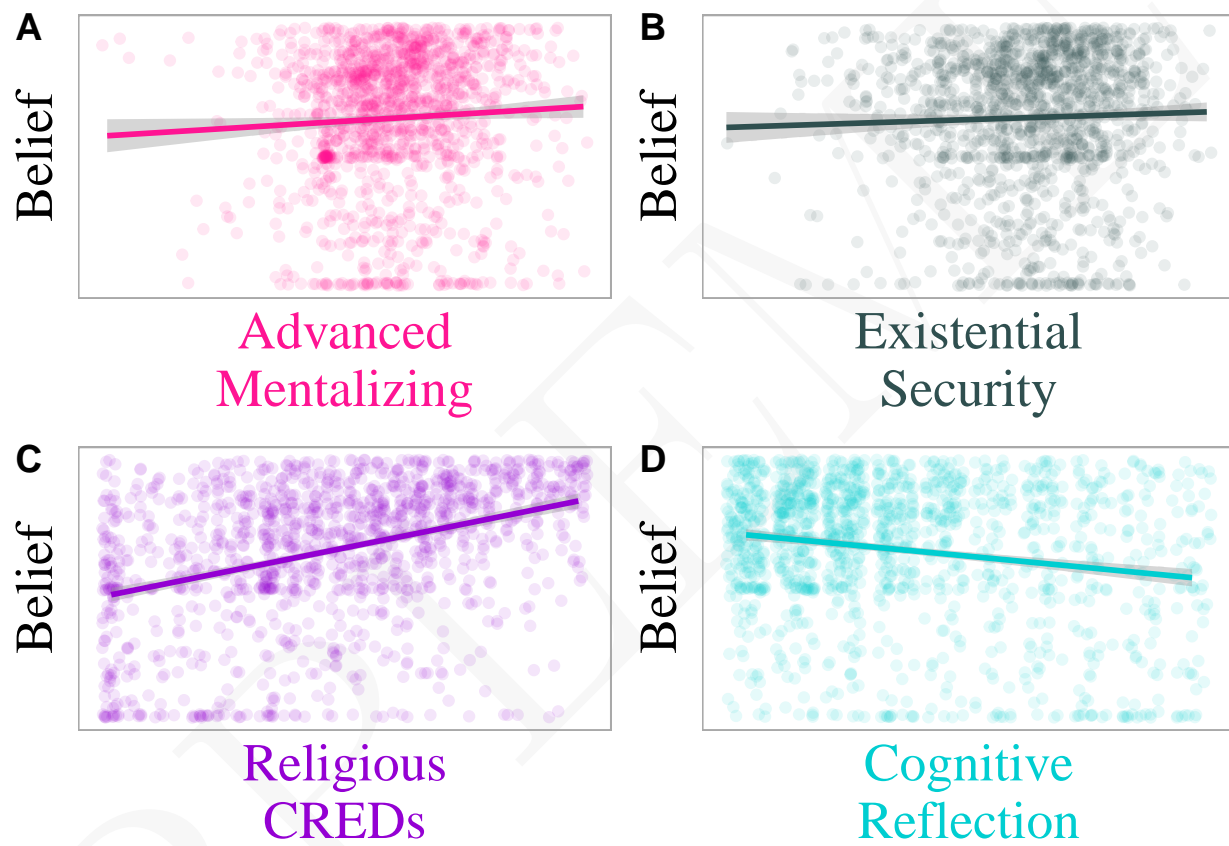 A
Belief
Advanced
Mentalizing
B
Belief
Existential
Security
C
Belief
Religious
CREDs
D
Belief
Cognitive
Reflection